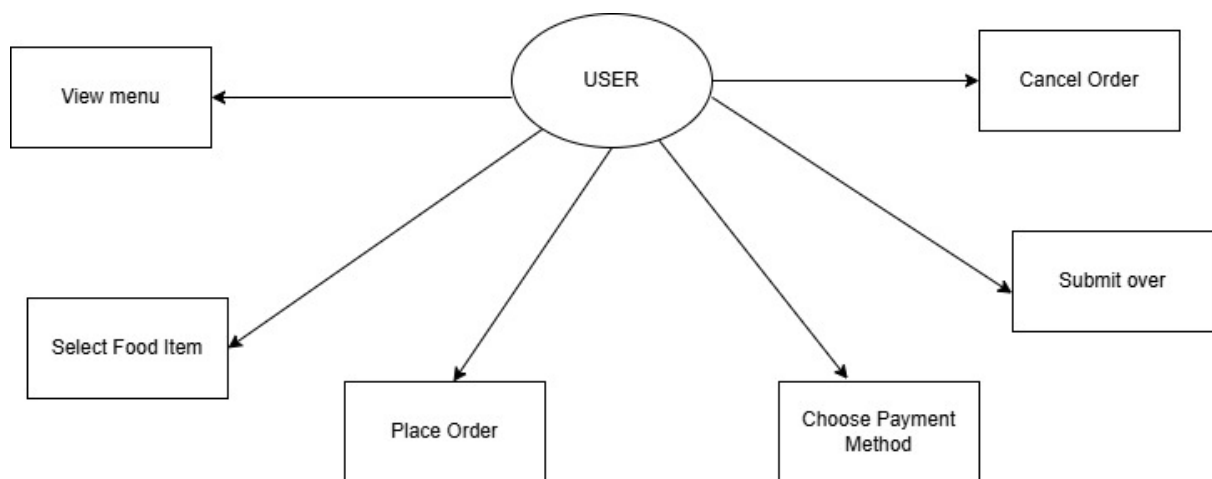 USER
View menu
Cancel Order
Submit over
Select Food Item
Place Order
Choose Payment
Method